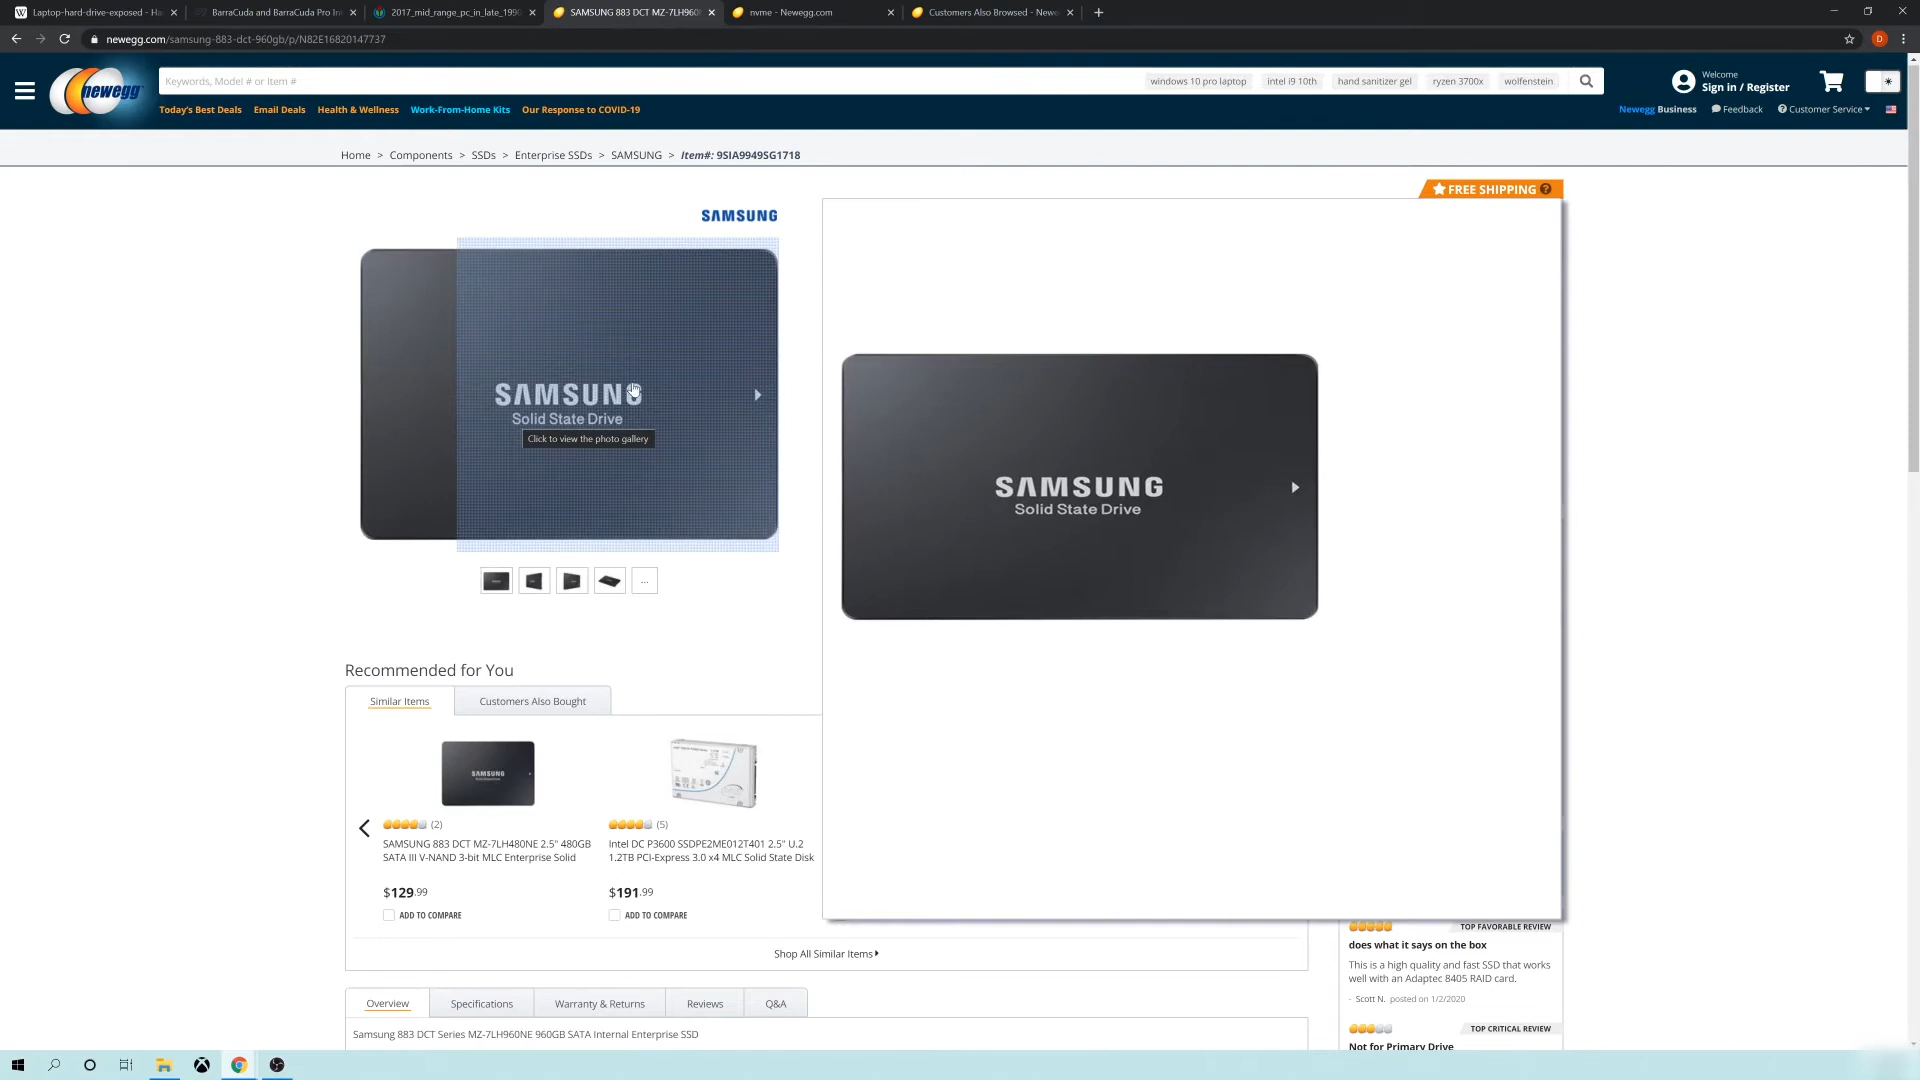 Laptop-hard-drive-exposed - Ha
BarraCuda and BarraCuda Pro Int
2017_mid_range_pc_in_late_1990
SAMSUNG 883 DCT MZ-7LH960
nvme - Newegg.com
Customers Also Browsed - Newe
newegg.com/samsung-883-dct-960gb/p/N82E16820147737
D
newegg
Keywords, Model # or Item #
windows 10 pro laptop
intel i9 10th
hand sanitizer gel
ryzen 3700x
wolfenstein
Welcome
Sign in / Register
Today's Best Deals
Email Deals
Health & Wellness
Work-From-Home Kits
Our Response to COVID-19
Newegg Business
Feedback
Customer Service
Home > Components > SSDs > Enterprise SSDs > SAMSUNG > Item#: 9SIA9949SG1718
FREE SHIPPING
SAMSUNG
SAMSUNG
Solid State Drive
Click to view the photo gallery
SAMSUNG
Solid State Drive
...
Recommended for You
Similar Items
Customers Also Bought
SAMSUNG
(2)
SAMSUNG 883 DCT MZ-7LH480NE 2.5" 480GB
SATA III V-NAND 3-bit MLC Enterprise Solid
$129.99
ADD TO COMPARE
(5)
Intel DC P3600 SSDPE2ME012T401 2.5" U.2
1.2TB PCI-Express 3.0 x4 MLC Solid State Disk
$191.99
ADD TO COMPARE
Shop All Similar Items
Overview
Specifications
Warranty & Returns
Reviews
Q&A
Samsung 883 DCT Series MZ-7LH960NE 960GB SATA Internal Enterprise SSD
TOP FAVORABLE REVIEW
does what it says on the box
This is a high quality and fast SSD that works
well with an Adaptec 8405 RAID card.
- Scott N. posted on 1/2/2020
TOP CRITICAL REVIEW
Not for Primary Drive